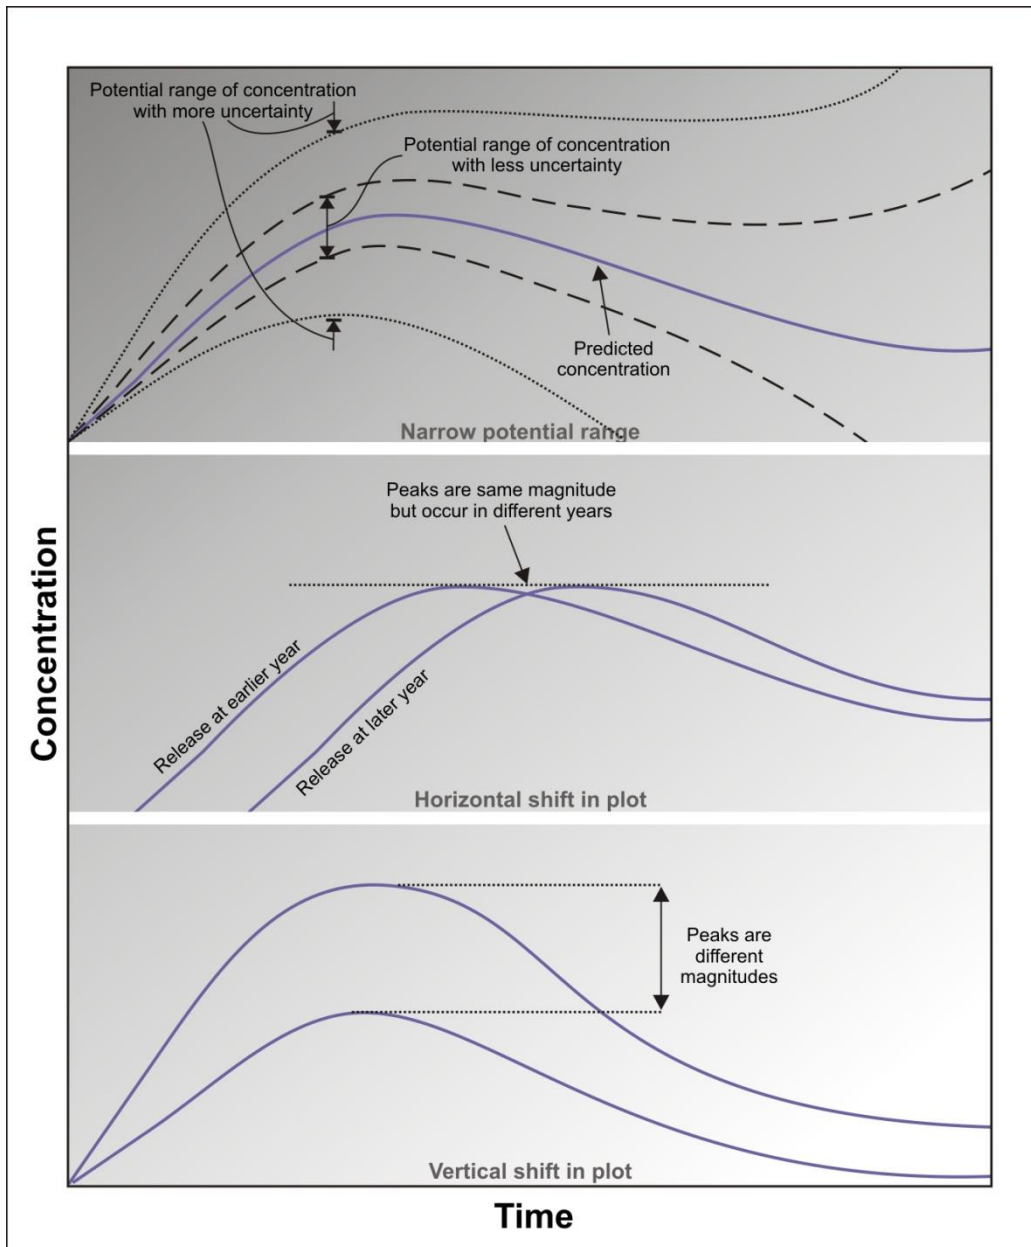 Potential range of concentration
with more uncertainty
Potential range of concentration
with less uncertainty
Predicted
concentration
Narrow potential range
Peaks are same magnitude
but occur in different years
Release at earlier year
Release at later year
Horizontal shift in plot
Concentration
Peaks are
different
magnitudes
Vertical shift in plot
Time